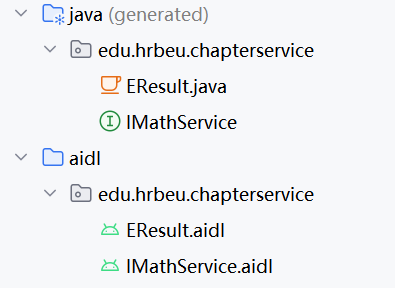 java (generated)
edu.hrbeu.chapterservice
EResult.java
IMathService
aidl
edu.hrbeu.chapterservice
EResult.aidl
IMathService.aidl